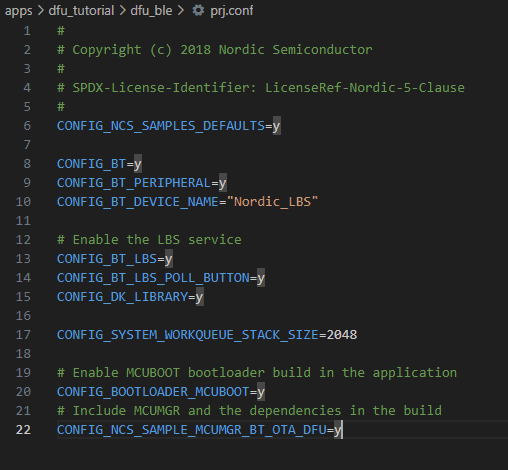 apps > dfu_tutorial > dfu_ble > prj.conf
1 #
2 # Copyright (c) 2018 Nordic Semiconductor
3 #
4 # SPDX-License-Identifier: LicenseRef-Nordic-5-Clause
5 #
6 CONFIG_NCS_SAMPLES_DEFAULTS=y
7
8 CONFIG_BT=y
9 CONFIG_BT_PERIPHERAL=y
10 CONFIG_BT_DEVICE_NAME="Nordic_LBS"
11
12 # Enable the LBS service
13 CONFIG_BT_LBS=y
14 CONFIG_BT_LBS_POLL_BUTTON=y
15 CONFIG_DK_LIBRARY=y
16
17 CONFIG_SYSTEM_WORKQUEUE_STACK_SIZE=2048
18
19 # Enable MCUBOOT bootloader build in the application
20 CONFIG_BOOTLOADER_MCUBOOT=y
21 # Include MCUMGR and the dependencies in the build
22 CONFIG_NCS_SAMPLE_MCUMGR_BT_OTA_DFU=y